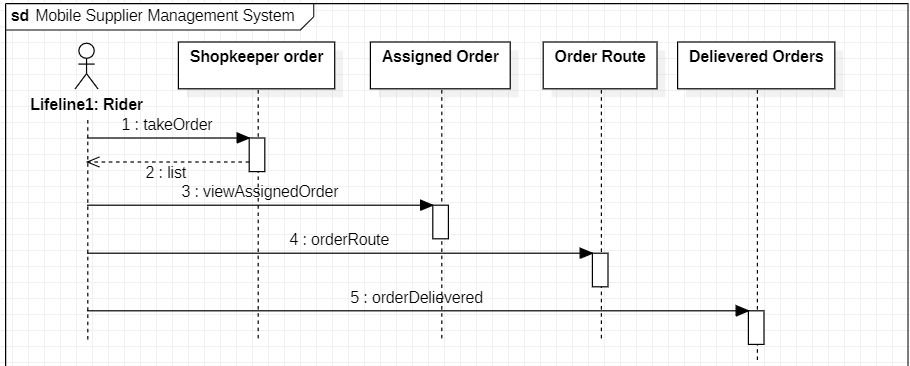 sd Mobile Supplier Management System
Shopkeeper order
Assigned Order
Order Route
Delievered Orders
Lifeline1: Rider
1 : takeOrder
2 : list
3 : viewAssignedOrder
4 : orderRoute
5 : orderDelievered